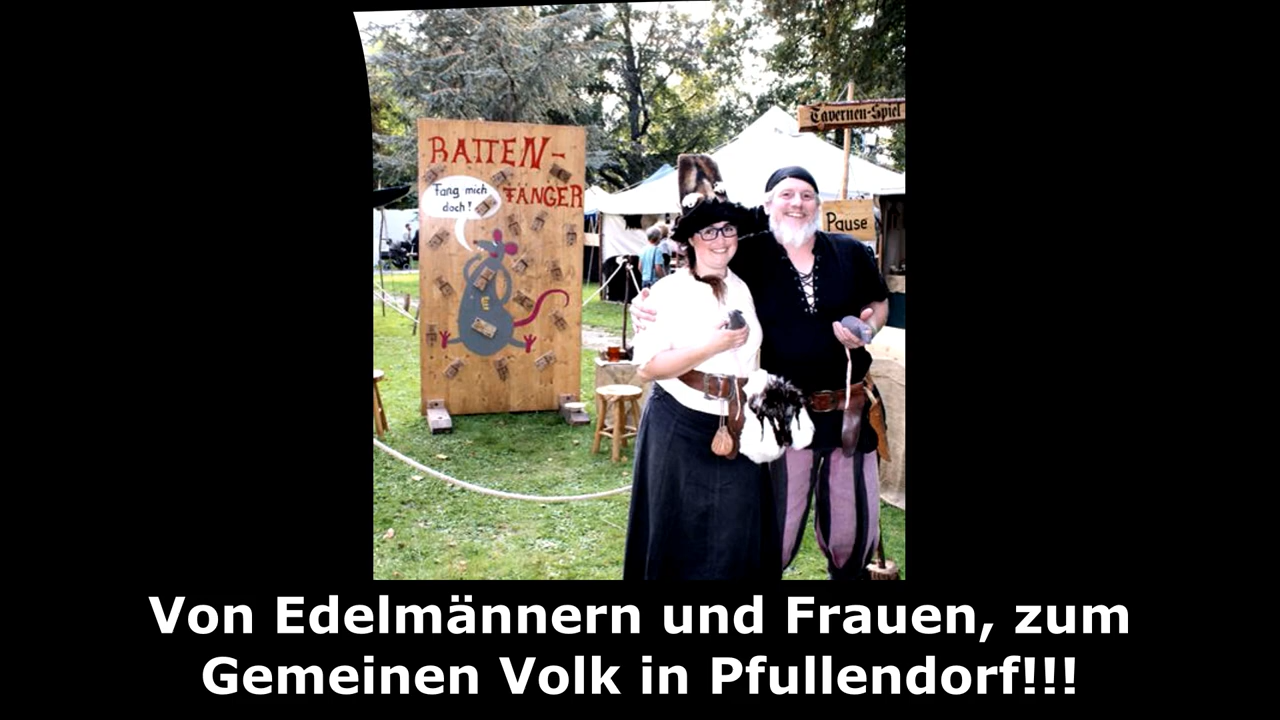 RATTEN-
FÄNGER
Fang mich
doch!
Tavernen-Spiel
Pause
Von Edelmännern und Frauen, zum
Gemeinen Volk in Pfullendorf!!!